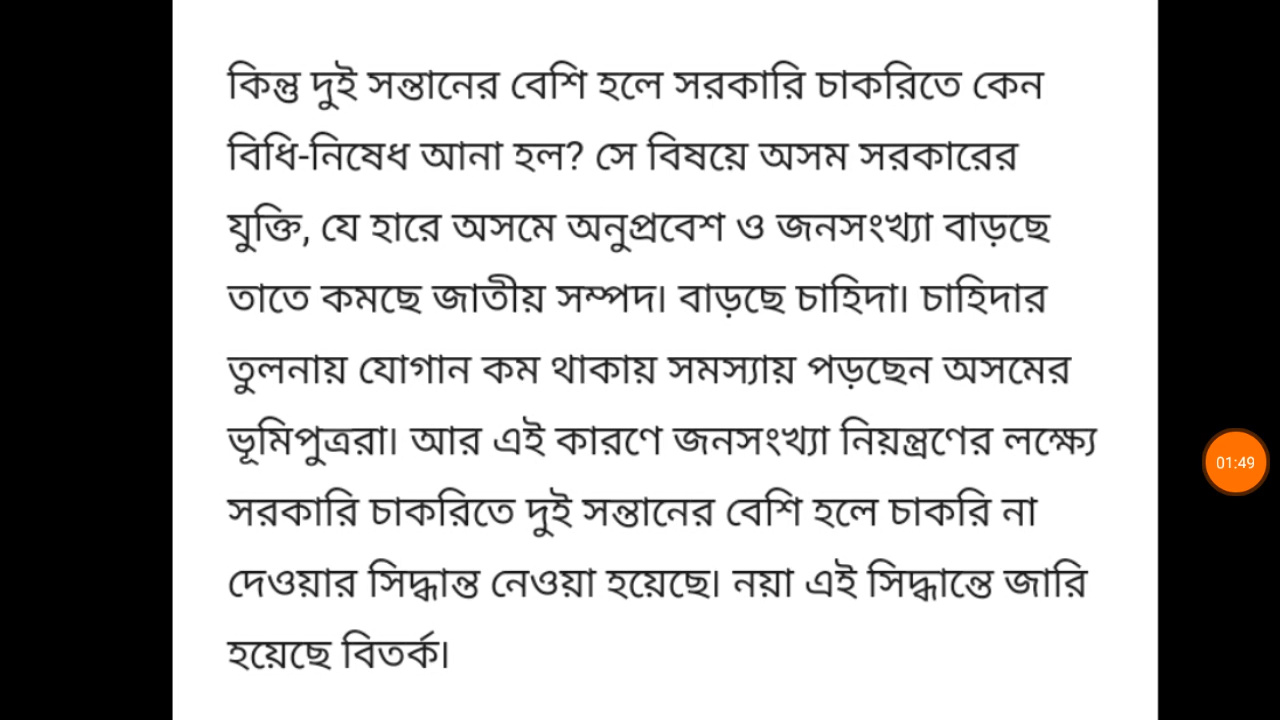 কিন্তু দুই সন্তানের বেশি হলে সরকারি চাকরিতে কেন
বিধি-নিষেধ আনা হল? সে বিষয়ে অসম সরকারের
যুক্তি, যে হারে অসমে অনুপ্রবেশ ও জনসংখ্যা বাড়ছে
তাতে কমছে জাতীয় সম্পদ। বাড়ছে চাহিদা। চাহিদার
তুলনায় যোগান কম থাকায় সমস্যায় পড়ছেন অসমের
ভূমিপুত্ররা। আর এই কারণে জনসংখ্যা নিয়ন্ত্রণের লক্ষ্যে
সরকারি চাকরিতে দুই সন্তানের বেশি হলে চাকরি না
দেওয়ার সিদ্ধান্ত নেওয়া হয়েছে। নয়া এই সিদ্ধান্তে জারি
হয়েছে বিতর্ক।
01:49